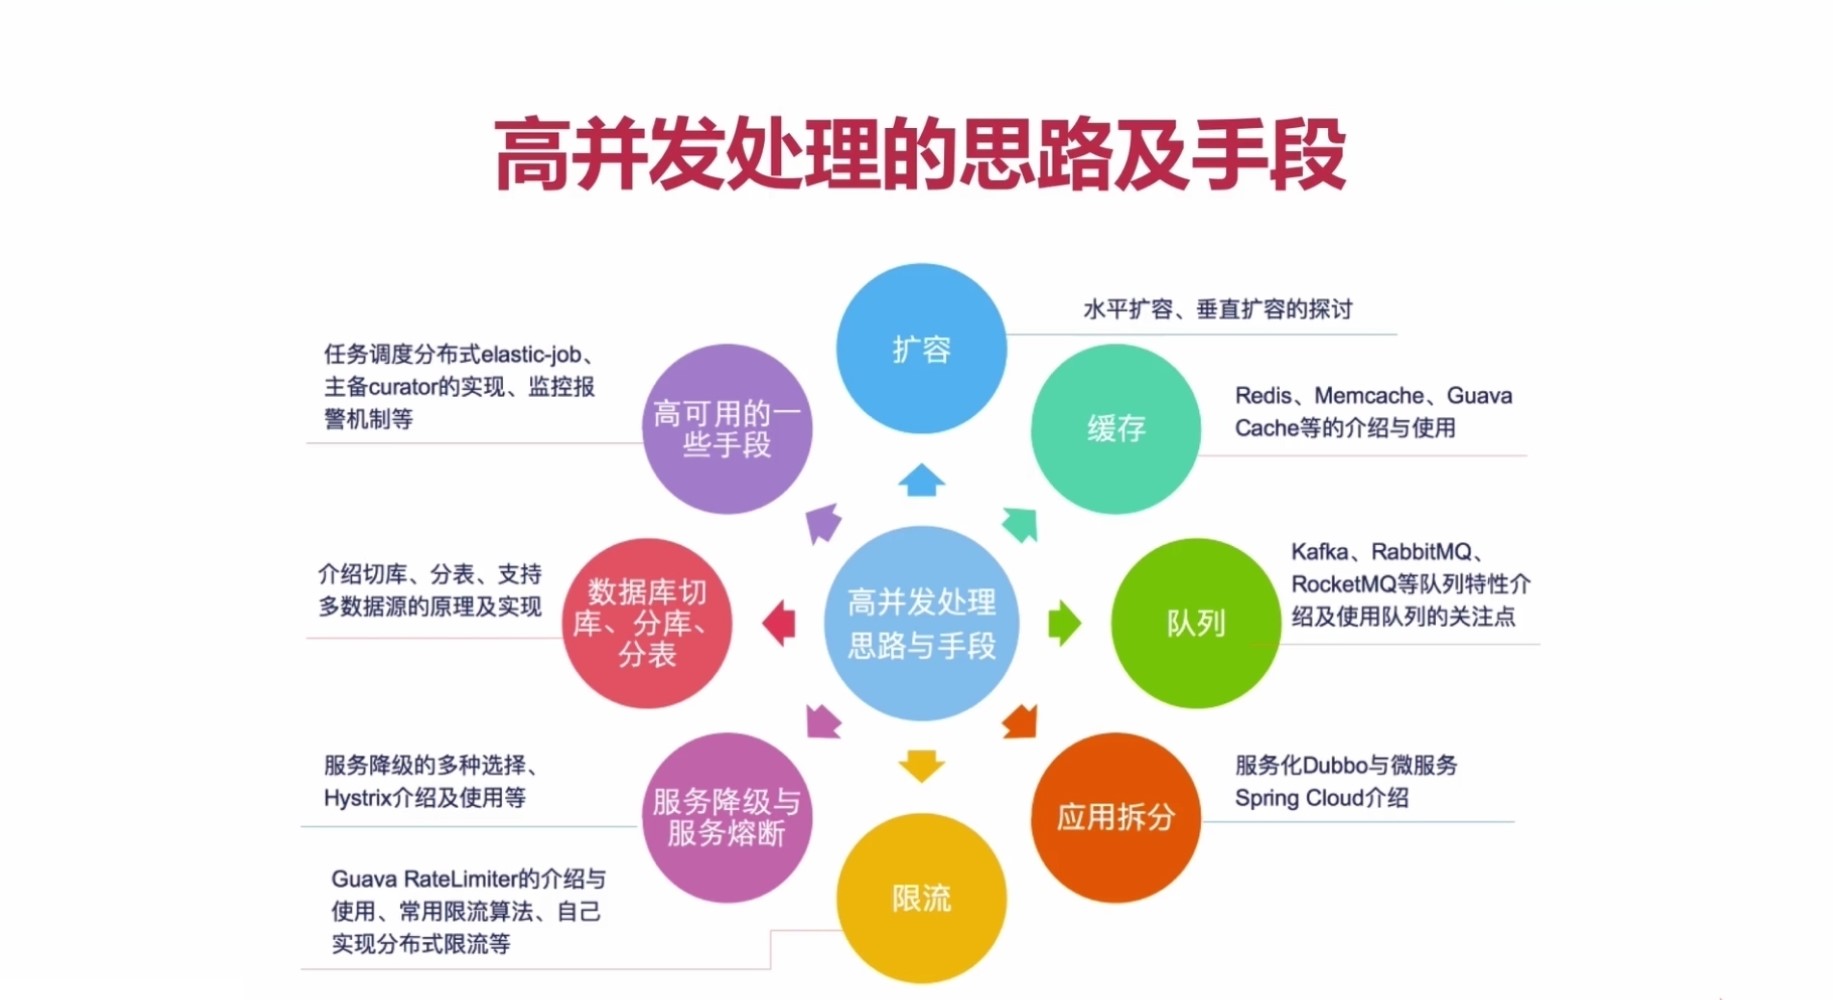 高并发处理的思路及手段
扩容
水平扩容、垂直扩容的探讨
缓存
Redis、Memcache、Guava
Cache等的介绍与使用
队列
Kafka、RabbitMQ、
RocketMQ等队列特性介
绍及使用队列的关注点
应用拆分
服务化Dubbo与微服务
Spring Cloud介绍
限流
Guava RateLimiter的介绍与
使用、常用限流算法、自己
实现分布式限流等
服务降级与
服务熔断
服务降级的多种选择、
Hystrix介绍及使用等
数据库切
库、分库、
分表
介绍切库、分表、支持
多数据源的原理及实现
高可用的一
些手段
任务调度分布式elastic-job、
主备curator的实现、监控报
警机制等
高并发处理
思路与手段